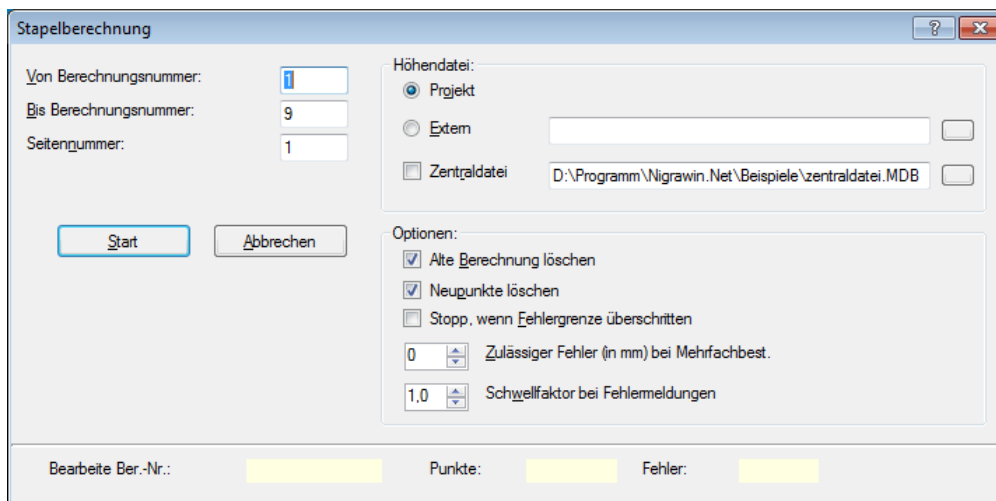 Stapelberechnung
Von Berechnungsnummer: 1
Bis Berechnungsnummer: 9
Seitennummer: 1
Start Abbrechen
Höhendatei:
Projekt
Extern
Zentraldatei D:\Programm\Nigrawin.Net\Beispiele\zentraldatei.MDB
Optionen:
Alte Berechnung löschen
Neupunkte löschen
Stopp, wenn Fehlergrenze überschritten
0 Zulässiger Fehler (in mm) bei Mehrfachbest.
1,0 Schwellfaktor bei Fehlermeldungen
Bearbeite Ber.-Nr.: Punkte: Fehler: